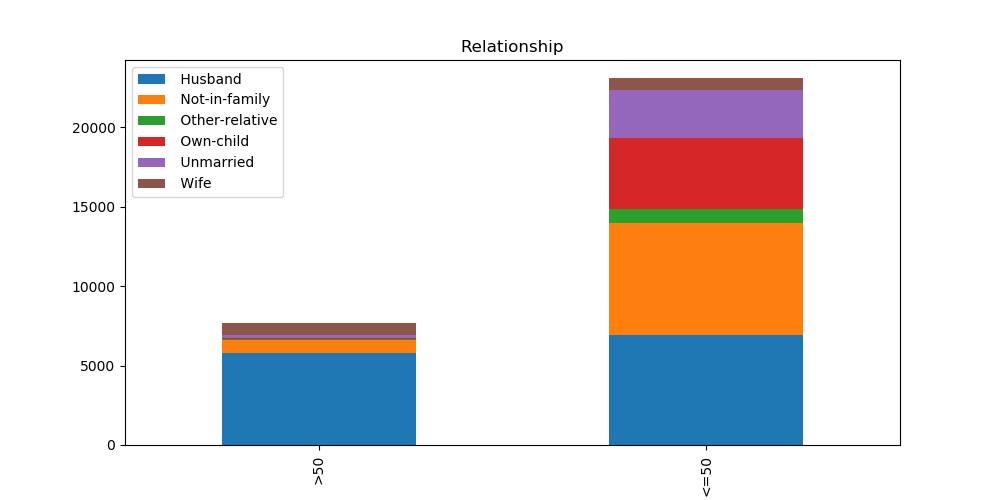 Relationship
Husband
Not-in-family
Other-relative
Own-child
Unmarried
Wife
20000
15000
10000
5000
0
>50
<=50